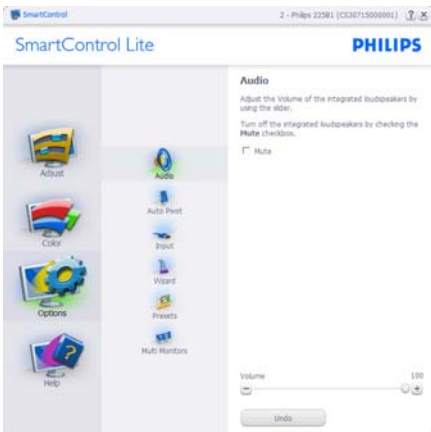 SmartControl
2 - Philips 225B1 (CS30715000001)
SmartControl Lite
PHILIPS
Adjust
Color
Options
Help
Audio
Auto Pivot
Input
Wizard
Presets
Multi Monitors
Audio
Adjust the Volume of the integrated loudspeakers by
using the slider.
Turn off the integrated loudspeakers by checking the
Mute checkbox.
Mute
Volume
100
Undo